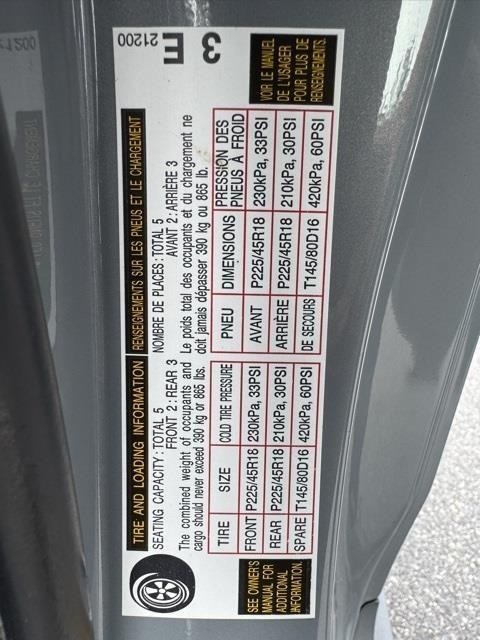 TIRE AND LOADING INFORMATION
SEATING CAPACITY: TOTAL 5
FRONT 2: REAR 3
The combined weight of occupants and
cargo should never exceed 390 kg or 865 lbs.
TIRE SIZE COLD TIRE PRESSURE
FRONT P225/45R18 230kPa, 33PSI
REAR P225/45R18 210kPa, 30PSI
SPARE T145/80D16 420kPa, 60PSI
SEE OWNER'S
MANUAL FOR
ADDITIONAL
INFORMATION.
RENSEIGNEMENTS SUR LES PNEUS ET LE CHARGEMENT
NOMBRE DE PLACES: TOTAL 5
AVANT 2: ARRIÈRE 3
Le poids total des occupants et du chargement ne
doit jamais dépasser 390 kg ou 865 lb.
PNEU DIMENSIONS PRESSION DES
PNEUS À FROID
AVANT P225/45R18 230kPa, 33PSI
ARRIÈRE P225/45R18 210kPa, 30PSI
DE SECOURS T145/80D16 420kPa, 60PSI
VOIR LE MANUEL
DE L'USAGER
POUR PLUS DE
RENSEIGNEMENTS.
21200
E
3